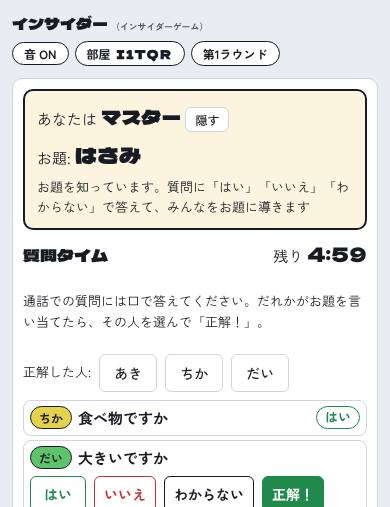 インサイダー （インサイダーゲーム）
音 ON 部屋 I1TQR 第1ラウンド
あなたは マスター 隠す
お題: はさみ
お題を知っています。質問に「はい」「いいえ」「わ
からない」で答えて、みんなをお題に導きます
質問タイム 残り 4:59
通話での質問には口で答えてください。だれかがお題を言
い当てたら、その人を選んで「正解！」。
正解した人: あき ちか だい
ちか 食べ物ですか はい
だい 大きいですか
はい いいえ わからない 正解！